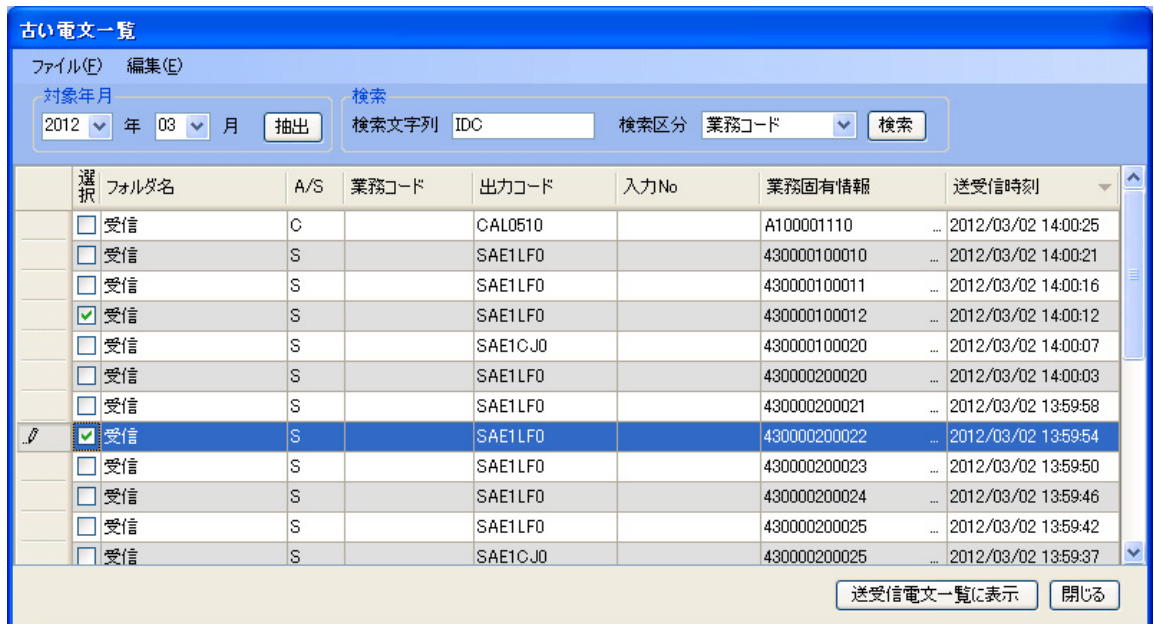 古い電文一覧
ファイル(F) 編集(E)
対象年月 検索
2012 年 03 月 抽出 検索文字列 IDC 検索区分 業務コード 検索
選択 フォルダ名 A/S 業務コード 出力コード 入力No 業務固有情報 送受信時刻
受信 C CAL0510 A100001110 ... 2012/03/02 14:00:25
受信 S SAE1LF0 430000100010 ... 2012/03/02 14:00:21
受信 S SAE1LF0 430000100011 ... 2012/03/02 14:00:16
受信 S SAE1LF0 430000100012 ... 2012/03/02 14:00:12
受信 S SAE1CJ0 430000100020 ... 2012/03/02 14:00:07
受信 S SAE1LF0 430000200020 ... 2012/03/02 14:00:03
受信 S SAE1LF0 430000200021 ... 2012/03/02 13:59:58
受信 S SAE1LF0 430000200022 ... 2012/03/02 13:59:54
受信 S SAE1LF0 430000200023 ... 2012/03/02 13:59:50
受信 S SAE1LF0 430000200024 ... 2012/03/02 13:59:46
受信 S SAE1LF0 430000200025 ... 2012/03/02 13:59:42
受信 S SAE1CJ0 430000200025 ... 2012/03/02 13:59:37
送受信電文一覧に表示 閉じる